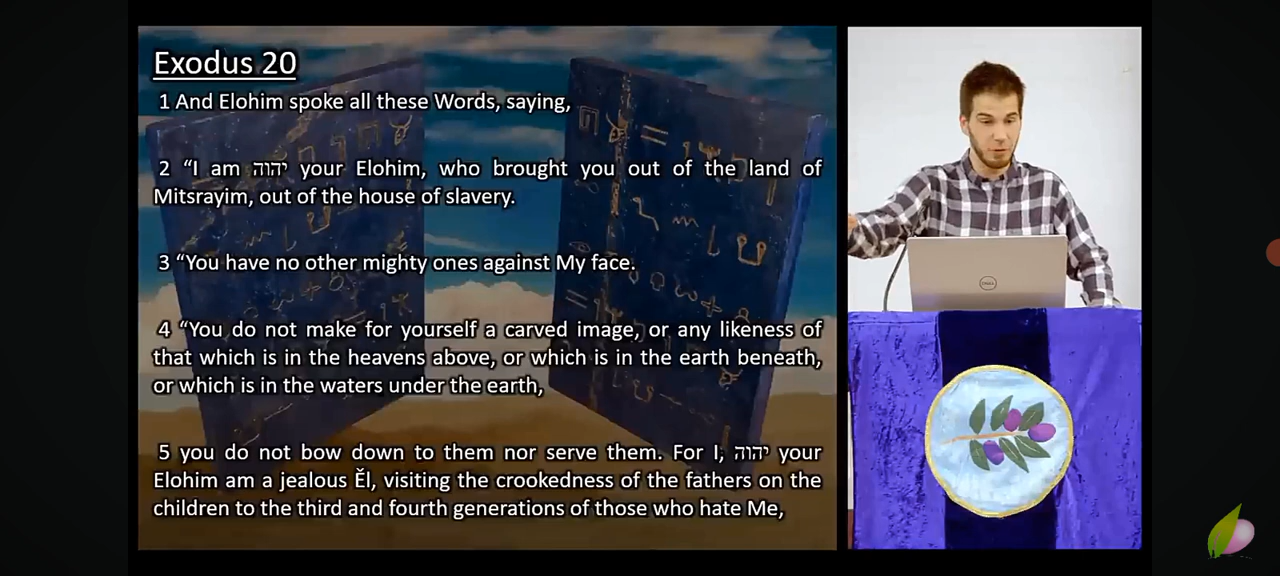 Exodus 20
1 And Elohim spoke all these Words, saying,
2 “I am יהוה your Elohim, who brought you out of the land of
Mitsrayim, out of the house of slavery.
3 “You have no other mighty ones against My face.
4 “You do not make for yourself a carved image, or any likeness of
that which is in the heavens above, or which is in the earth beneath,
or which is in the waters under the earth,
5 you do not bow down to them nor serve them. For I, יהוה your
Elohim am a jealous Ěl, visiting the crookedness of the fathers on the
children to the third and fourth generations of those who hate Me,
DELL